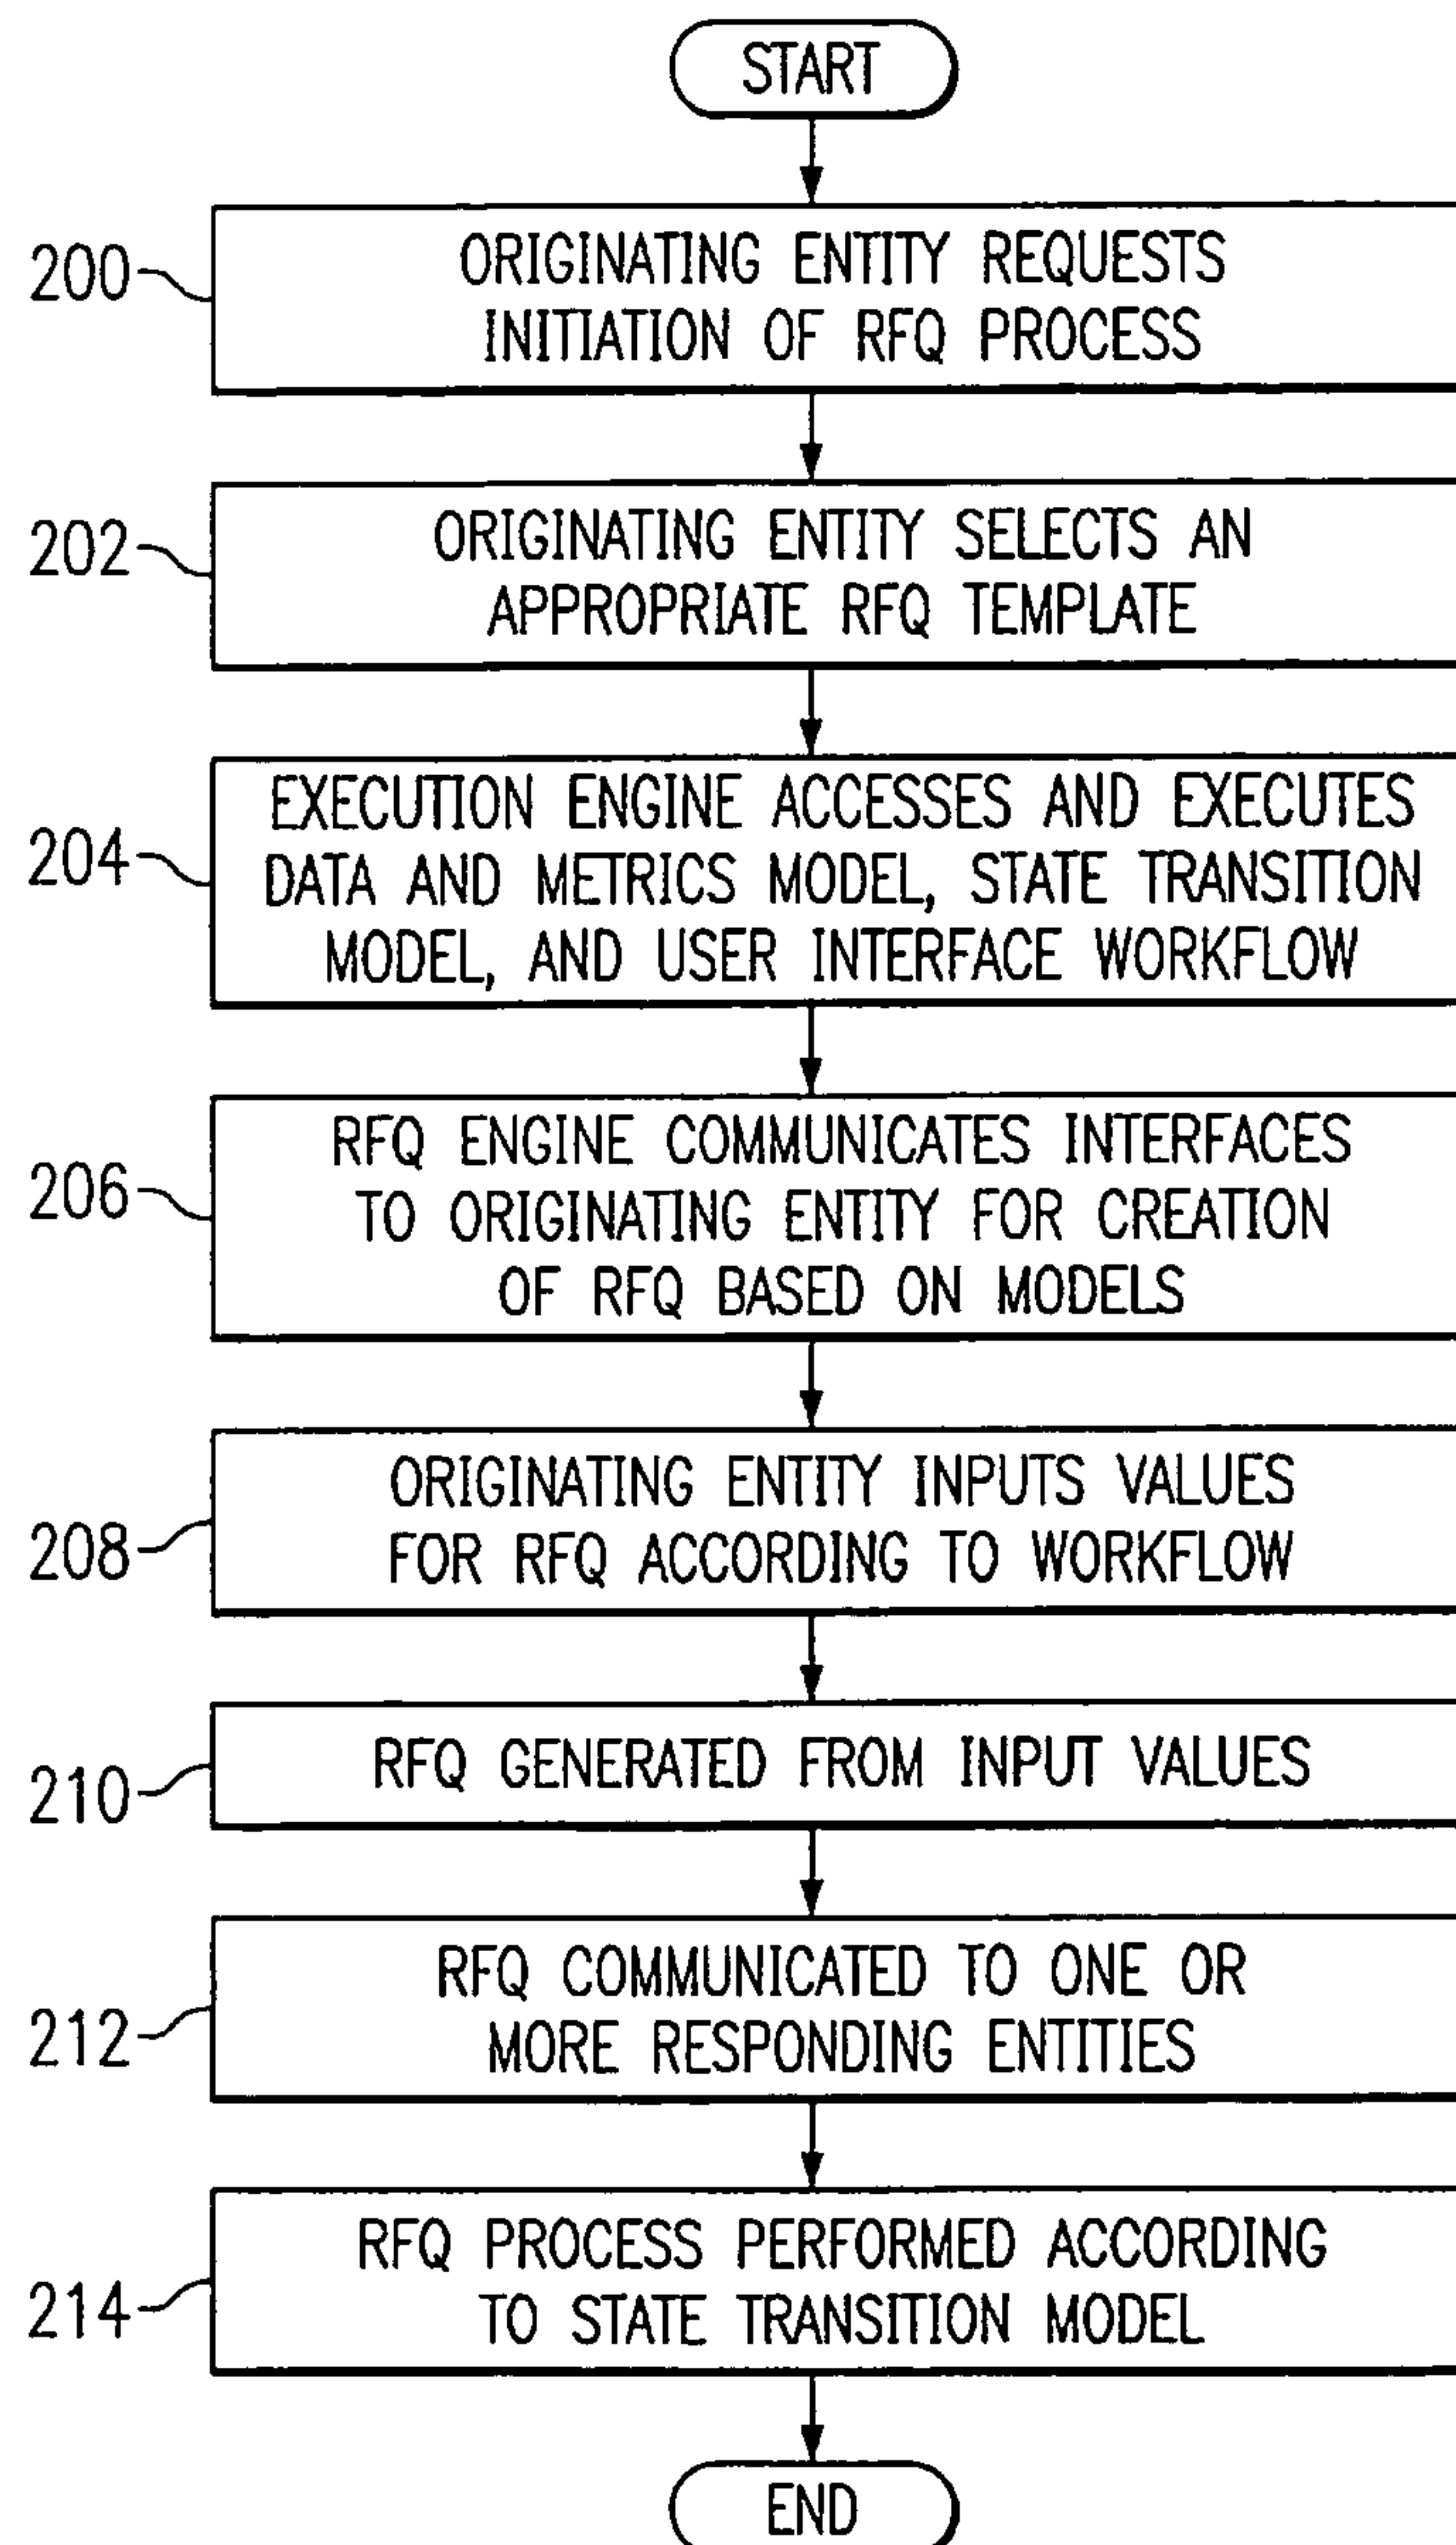 START
200
ORIGINATING ENTITY REQUESTS
INITIATION OF RFQ PROCESS
202
ORIGINATING ENTITY SELECTS AN
APPROPRIATE RFQ TEMPLATE
204
EXECUTION ENGINE ACCESSES AND EXECUTES
DATA AND METRICS MODEL, STATE TRANSITION
MODEL, AND USER INTERFACE WORKFLOW
206
RFQ ENGINE COMMUNICATES INTERFACES
TO ORIGINATING ENTITY FOR CREATION
OF RFQ BASED ON MODELS
208
ORIGINATING ENTITY INPUTS VALUES
FOR RFQ ACCORDING TO WORKFLOW
210
RFQ GENERATED FROM INPUT VALUES
212
RFQ COMMUNICATED TO ONE OR
MORE RESPONDING ENTITIES
214
RFQ PROCESS PERFORMED ACCORDING
TO STATE TRANSITION MODEL
END